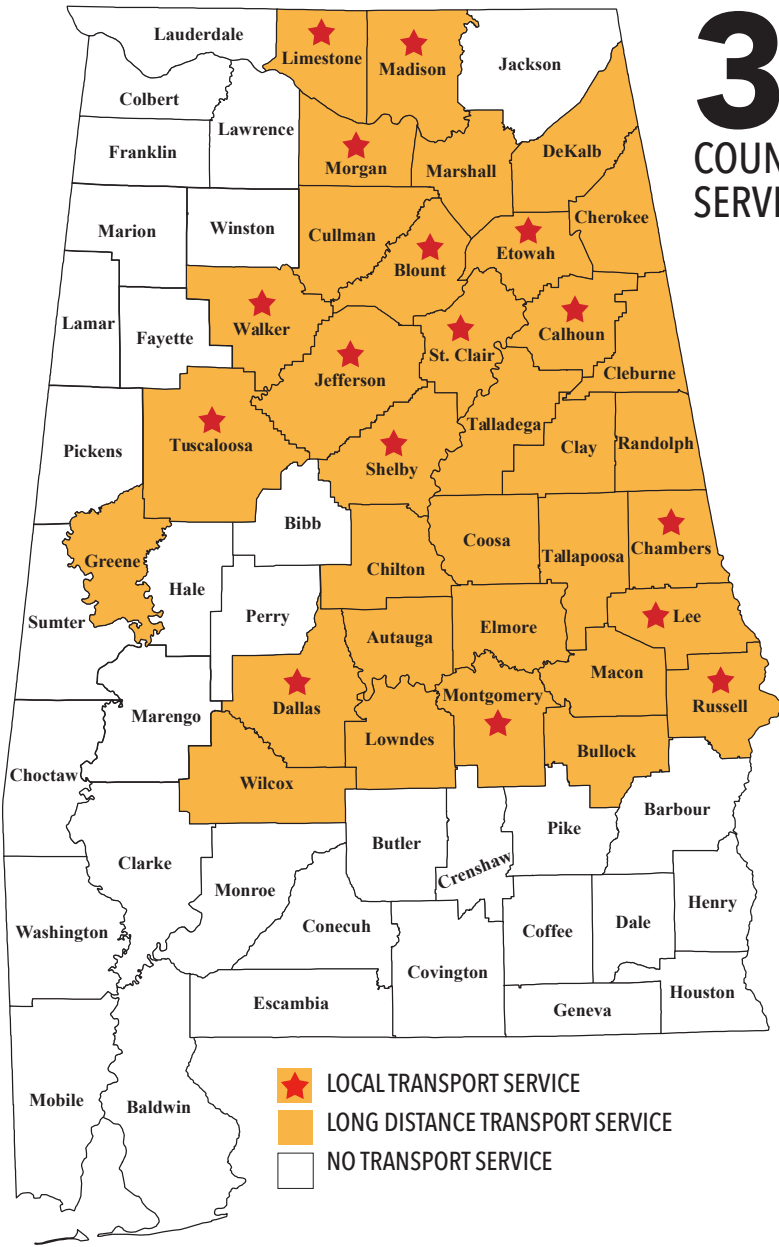 3
COUN
SERVI
Lauderdale
Limestone
Madison
Jackson
Colbert
Lawrence
Franklin
Morgan
Marshall
DeKalb
Cherokee
Marion
Winston
Cullman
Blount
Etowah
Lamar
Fayette
Walker
Jefferson
St. Clair
Calhoun
Cleburne
Pickens
Tuscaloosa
Shelby
Talladega
Clay
Randolph
Bibb
Greene
Hale
Chilton
Coosa
Tallapoosa
Chambers
Sumter
Perry
Autauga
Elmore
Lee
Macon
Marengo
Dallas
Lowndes
Montgomery
Russell
Bullock
Choctaw
Wilcox
Clarke
Butler
Crenshaw
Pike
Barbour
Monroe
Conecuh
Washington
Covington
Coffee
Dale
Henry
Escambia
Geneva
Houston
Mobile
Baldwin
LOCAL TRANSPORT SERVICE
LONG DISTANCE TRANSPORT SERVICE
NO TRANSPORT SERVICE